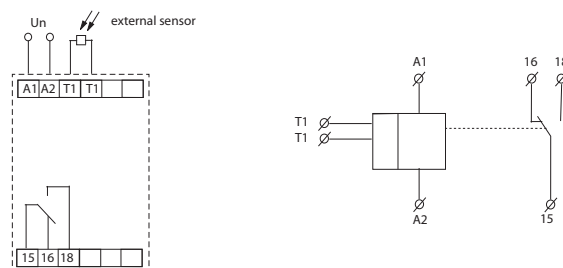 Un
external sensor
A1 A2 T1 T1
15 16 18
A1
16 18
T1
T1
A2
15